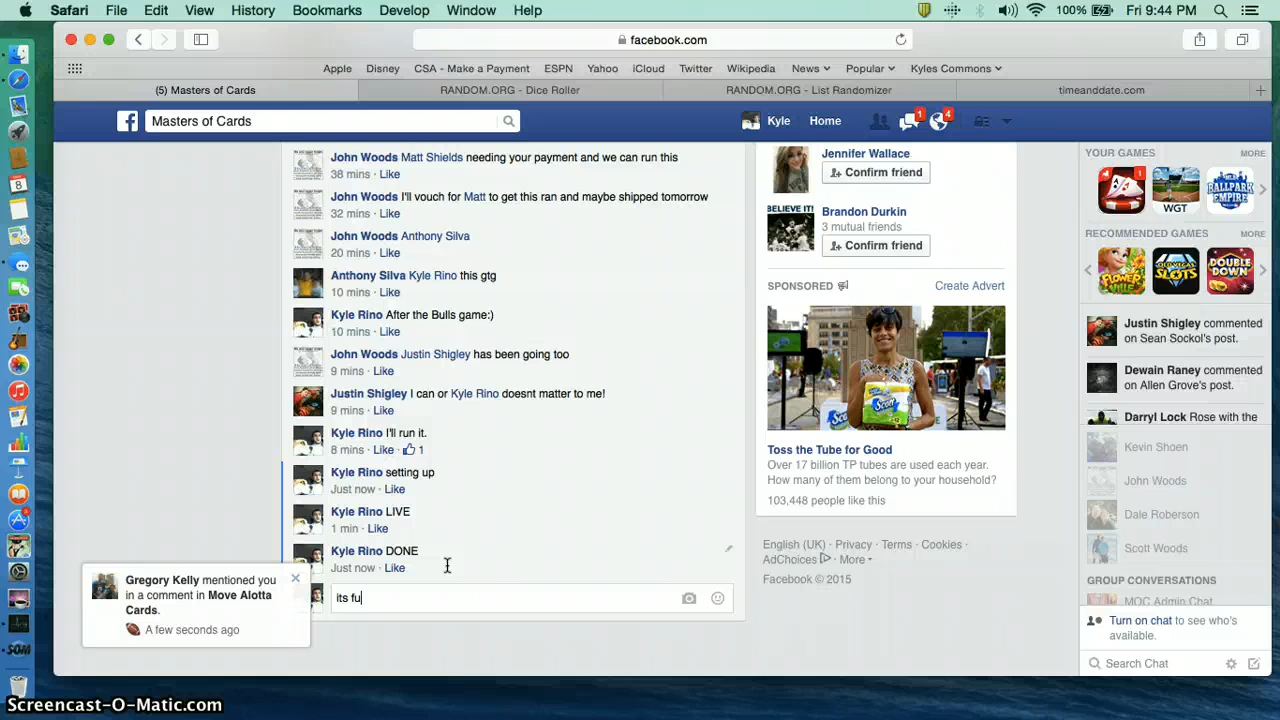 Safari File Edit View History Bookmarks Develop Window Help 100% Fri 9:44 PM
facebook.com
Apple Disney CSA - Make a Payment ESPN Yahoo iCloud Twitter Wikipedia News Popular Kyles Commons
(5) Masters of Cards RANDOM.ORG - Dice Roller RANDOM.ORG - List Randomizer timeanddate.com
Masters of Cards Kyle Home 1 4
John Woods Matt Shields needing your payment and we can run this
38 mins · Like
John Woods I'll vouch for Matt to get this ran and maybe shipped tomorrow
32 mins · Like
John Woods Anthony Silva
20 mins · Like
Anthony Silva Kyle Rino this gtg
10 mins · Like
Kyle Rino After the Bulls game:)
10 mins · Like
John Woods Justin Shigley has been going too
9 mins · Like
Justin Shigley I can or Kyle Rino doesnt matter to me!
9 mins · Like
Kyle Rino I'll run it.
8 mins · Like · 1
Kyle Rino setting up
Just now · Like
Kyle Rino LIVE
1 min · Like
Kyle Rino DONE
Just now · Like
its fu
Gregory Kelly mentioned you
in a comment in Move Alotta
Cards.
A few seconds ago
Jennifer Wallace
Confirm friend
BELIEVE IT!
Brandon Durkin
3 mutual friends
Confirm friend
SPONSORED Create Advert
Scott
Toss the Tube for Good
Over 17 billion TP tubes are used each year.
How many of them belong to your household?
103,448 people like this
English (UK) · Privacy · Terms · Cookies ·
AdChoices · More
Facebook © 2015
YOUR GAMES MORE
4 1
WGT
BALLPARK
EMPIRE
RECOMMENDED GAMES MORE
FLOWER
VILLE
SLOTS
DOUBLE
DOWN
Justin Shigley commented
on Sean Sockol's post.
Dewain Raney commented
on Allen Grove's post.
Darryl Lock Rose with the
Kevin Shoen
John Woods
Dale Roberson
Scott Woods
GROUP CONVERSATIONS
MOC Admin Chat
Turn on chat to see who's
available.
Search Chat
8
SOM
Screencast-O-Matic.com